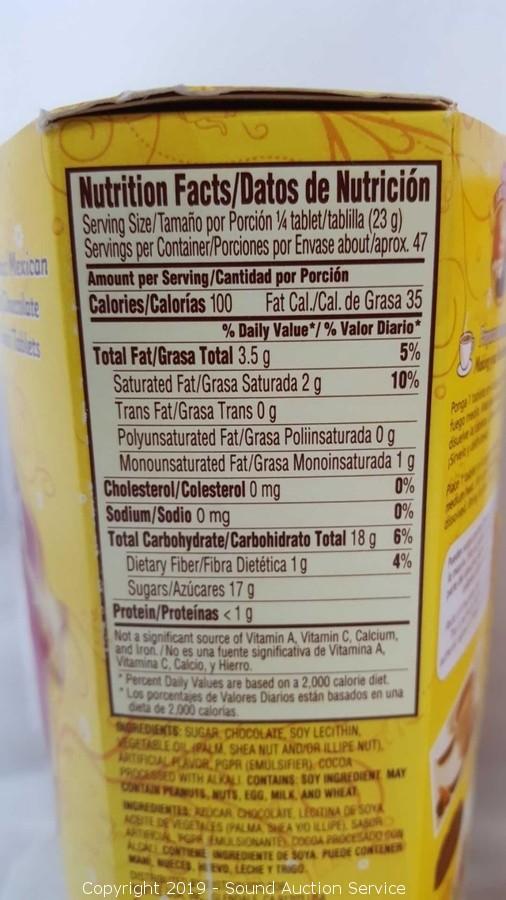 Nutrition Facts/Datos de Nutrición
Serving Size/Tamaño por Porción ¼ tablet/tablilla (23 g)
Servings per Container/Porciones por Envase about/aprox. 47
Amount per Serving/Cantidad por Porción
Calories/Calorías 100 Fat Cal./Cal. de Grasa 35
% Daily Value*/% Valor Diario*
Total Fat/Grasa Total 3.5 g 5%
Saturated Fat/Grasa Saturada 2 g 10%
Trans Fat/Grasa Trans 0 g
Polyunsaturated Fat/Grasa Poliinsaturada 0 g
Monounsaturated Fat/Grasa Monoinsaturada 1 g
Cholesterol/Colesterol 0 mg 0%
Sodium/Sodio 0 mg 0%
Total Carbohydrate/Carbohidrato Total 18 g 6%
Dietary Fiber/Fibra Dietética 1 g 4%
Sugars/Azúcares 17 g
Protein/Proteínas < 1 g
Not a significant source of Vitamin A, Vitamin C, Calcium,
and Iron. / No es una fuente significativa de Vitamina A,
Vitamina C, Calcio, y Hierro.
* Percent Daily Values are based on a 2,000 calorie diet.
* Los porcentajes de Valores Diarios están basados en una
dieta de 2,000 calorías.
INGREDIENTS: SUGAR, CHOCOLATE, SOY LECITHIN,
VEGETABLE OIL (PALM, SHEA NUT AND/OR ILLIPE NUT),
ARTIFICIAL FLAVOR, PGPR (EMULSIFIER), COCOA
PROCESSED WITH ALKALI. CONTAINS: SOY INGREDIENT. MAY
CONTAIN PEANUTS, NUTS, EGG, MILK, AND WHEAT.
INGREDIENTES: AZÚCAR, CHOCOLATE, LECITINA DE SOYA,
ACEITE DE VEGETALES (PALMA, SHEA Y/O ILLIPE), SABOR
ARTIFICIAL, PGPR (EMULSIONANTE), COCOA PROCESADO CON
ALCALÍ. CONTIENE INGREDIENTE DE SOYA. PUEDE CONTENER
MANÍ, NUECES, HUEVO, LECHE Y TRIGO.
Mexican
Chocolate
Tablets
Copyright 2019 - Sound Auction Service